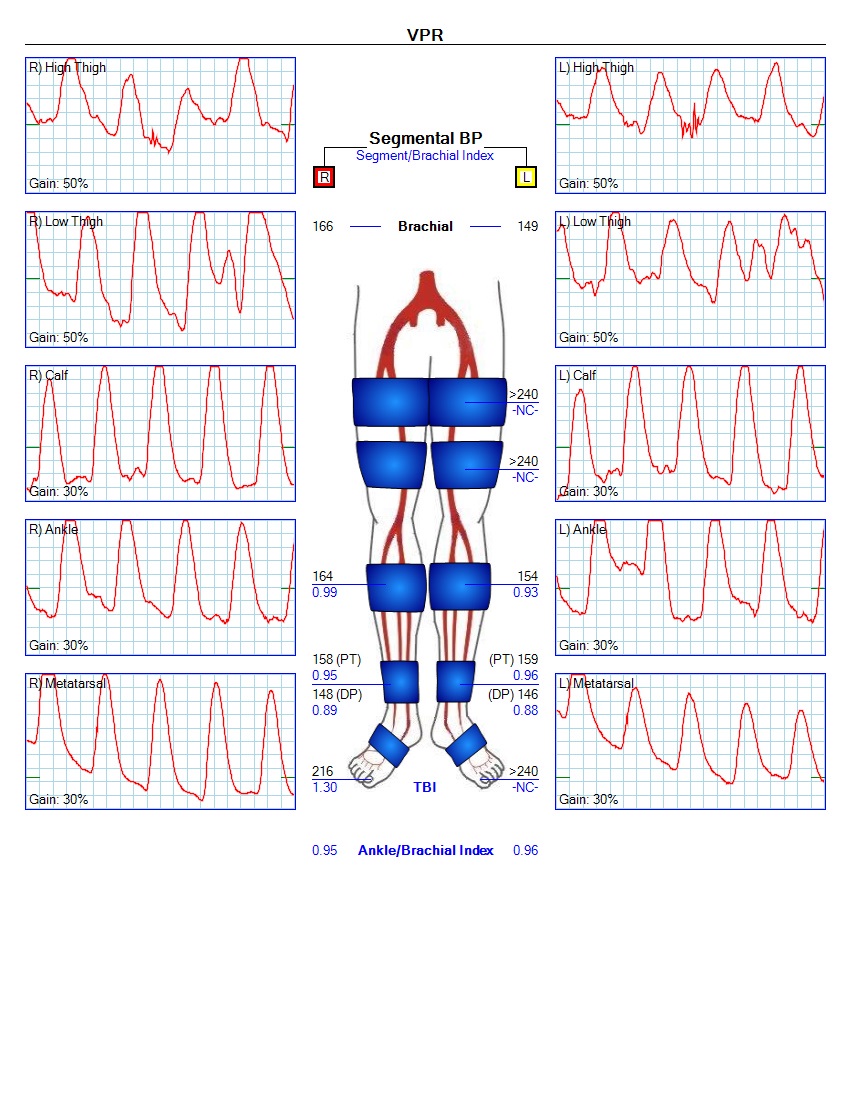 VPR
R) High Thigh
Gain: 50%
R) Low Thigh
Gain: 50%
R) Calf
Gain: 30%
R) Ankle
Gain: 30%
R) Metatarsal
Gain: 30%
Segmental BP
Segment/Brachial Index
R L
166 Brachial 149
>240
-NC-
>240
-NC-
164 154
0.99 0.93
158 (PT) (PT) 159
0.95 0.96
148 (DP) (DP) 146
0.89 0.88
216 >240
1.30 TBI -NC-
0.95 Ankle/Brachial Index 0.96
L) High Thigh
Gain: 50%
L) Low Thigh
Gain: 50%
L) Calf
Gain: 30%
L) Ankle
Gain: 30%
L) Metatarsal
Gain: 30%